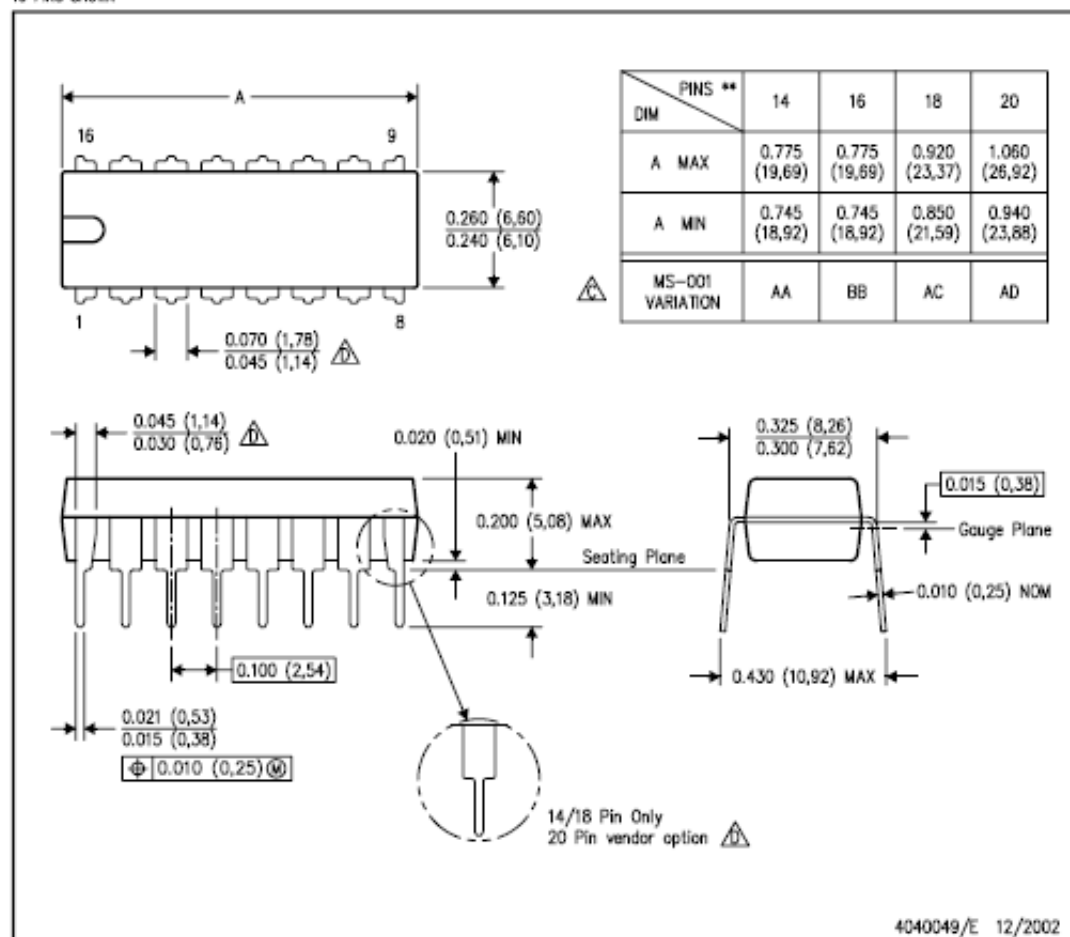 A
16
9
0.260 (6,60)
0.240 (6,10)
1
8
0.070 (1,78)
0.045 (1,14)
D
PINS **
DIM
14 16 18 20
A MAX 0.775 (19,69) 0.775 (19,69) 0.920 (23,37) 1.060 (26,92)
A MIN 0.745 (18,92) 0.745 (18,92) 0.850 (21,59) 0.940 (23,88)
C
MS-001 VARIATION AA BB AC AD
0.045 (1,14)
0.030 (0,76)
D
0.020 (0,51) MIN
0.200 (5,08) MAX
Seating Plane
0.125 (3,18) MIN
0.100 (2,54)
0.021 (0,53)
0.015 (0,38)
0.010 (0,25) M
14/18 Pin Only
20 Pin vendor option
D
0.325 (8,26)
0.300 (7,62)
0.015 (0,38)
Gauge Plane
0.010 (0,25) NOM
0.430 (10,92) MAX
4040049/E 12/2002